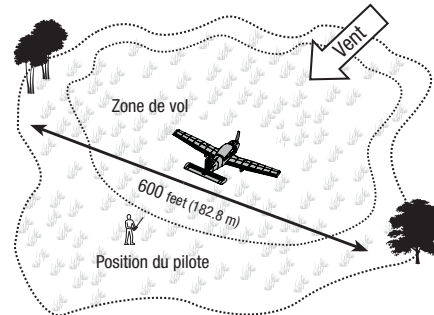 Vent
Zone de vol
600 feet (182.8 m)
Position du pilote